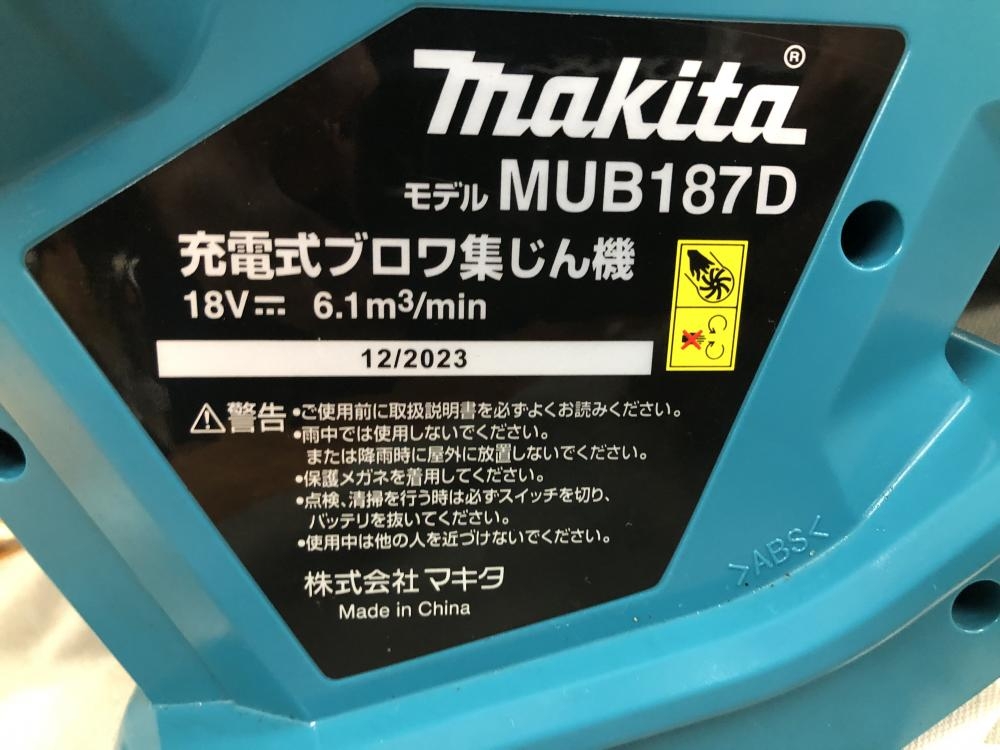 makita®
モデル MUB187D
充電式ブロワ集じん機
18V⎓ 6.1m³/min
12/2023
⚠警告 •ご使用前に取扱説明書を必ずよくお読みください。
•雨中では使用しないでください。
または降雨時に屋外に放置しないでください。
•保護メガネを着用してください。
•点検、清掃を行う時は必ずスイッチを切り、
バッテリを抜いてください。
•使用中は他の人を近づけないでください。
株式会社 マキタ
Made in China
>ABS<